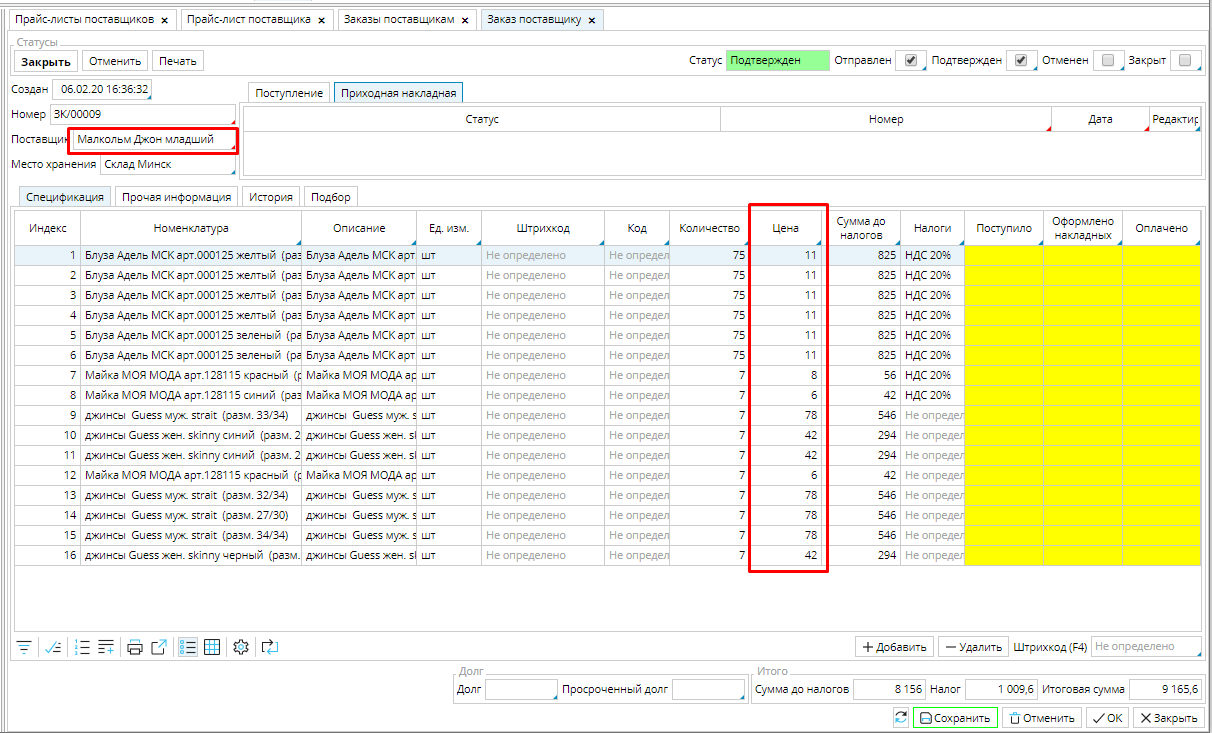 Прайс-листы поставщиков × Прайс-лист поставщика × Заказы поставщикам × Заказ поставщику ×
Статусы
Закрыть Отменить Печать Статус Подтвержден Отправлен Подтвержден Отменен Закрыт
Создан 06.02.20 16:36:32 Поступление Приходная накладная
Номер ЗК/00009
Статус Номер Дата Редактир
Поставщик Малкольм Джон младший
Место хранения Склад Минск
Спецификация Прочая информация История Подбор
Индекс Номенклатура Описание Ед. изм. Штрихкод Код Количество Цена Сумма до налогов Налоги Поступило Оформлено накладных Оплачено
1 Блуза Адель МСК арт.000125 желтый (раз Блуза Адель МСК арт. шт Не определено Не определ 75 11 825 НДС 20%
2 Блуза Адель МСК арт.000125 желтый (раз Блуза Адель МСК арт. шт Не определено Не определ 75 11 825 НДС 20%
3 Блуза Адель МСК арт.000125 желтый (раз Блуза Адель МСК арт. шт Не определено Не определ 75 11 825 НДС 20%
4 Блуза Адель МСК арт.000125 желтый (раз Блуза Адель МСК арт. шт Не определено Не определ 75 11 825 НДС 20%
5 Блуза Адель МСК арт.000125 зеленый (ра Блуза Адель МСК арт. шт Не определено Не определ 75 11 825 НДС 20%
6 Блуза Адель МСК арт.000125 зеленый (ра Блуза Адель МСК арт. шт Не определено Не определ 75 11 825 НДС 20%
7 Майка МОЯ МОДА арт.128115 красный (р Майка МОЯ МОДА ар шт Не определено Не определ 7 8 56 НДС 20%
8 Майка МОЯ МОДА арт.128115 синий (раз Майка МОЯ МОДА ар шт Не определено Не определ 7 6 42 НДС 20%
9 джинсы Guess муж. strait (разм. 33/34) джинсы Guess муж. s шт Не определено Не определ 7 78 546 Не определ
10 джинсы Guess жен. skinny синий (разм. 2 джинсы Guess жен. sk шт Не определено Не определ 7 42 294 Не определ
11 джинсы Guess жен. skinny синий (разм. 2 джинсы Guess жен. sk шт Не определено Не определ 7 42 294 Не определ
12 Майка МОЯ МОДА арт.128115 красный (р Майка МОЯ МОДА ар шт Не определено Не определ 7 6 42 Не определ
13 джинсы Guess муж. strait (разм. 32/34) джинсы Guess муж. s шт Не определено Не определ 7 78 546 Не определ
14 джинсы Guess муж. strait (разм. 27/30) джинсы Guess муж. s шт Не определено Не определ 7 78 546 Не определ
15 джинсы Guess муж. strait (разм. 34/34) джинсы Guess муж. s шт Не определено Не определ 7 78 546 Не определ
16 джинсы Guess жен. skinny черный (разм. джинсы Guess жен. sk шт Не определено Не определ 7 42 294 Не определ
Добавить Удалить Штрихкод (F4) Не определено
Долг Итого
Долг Просроченный долг Сумма до налогов 8 156 Налог 1 009,6 Итоговая сумма 9 165,6
Сохранить Отменить OK Закрыть